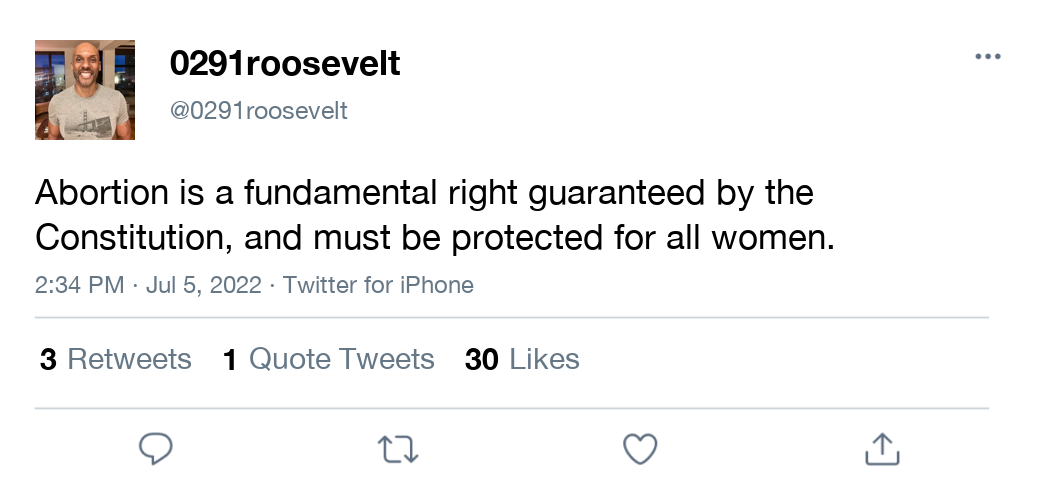 0291roosevelt
@0291roosevelt
Abortion is a fundamental right guaranteed by the
Constitution, and must be protected for all women.
2:34 PM · Jul 5, 2022 · Twitter for iPhone
3 Retweets 1 Quote Tweets 30 Likes